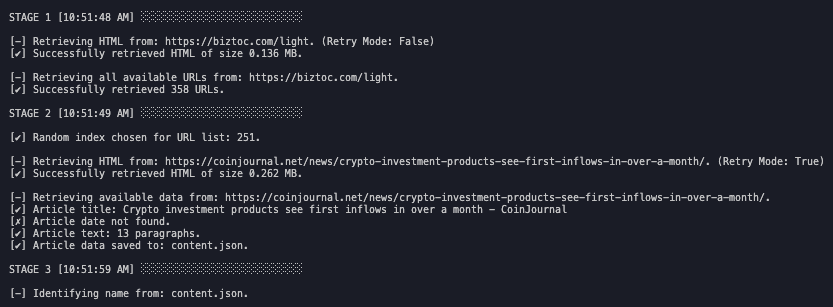 STAGE 1 [10:51:48 AM] ░░░░░░░░░░░░░░░░░░░░░░░░░░░
[−] Retrieving HTML from: https://biztoc.com/light. (Retry Mode: False)
[✔] Successfully retrieved HTML of size 0.136 MB.
[−] Retrieving all available URLs from: https://biztoc.com/light.
[✔] Successfully retrieved 358 URLs.
STAGE 2 [10:51:49 AM] ░░░░░░░░░░░░░░░░░░░░░░░░░░░
[✔] Random index chosen for URL list: 251.
[−] Retrieving HTML from: https://coinjournal.net/news/crypto-investment-products-see-first-inflows-in-over-a-month/. (Retry Mode: True)
[✔] Successfully retrieved HTML of size 0.262 MB.
[−] Retrieving available data from: https://coinjournal.net/news/crypto-investment-products-see-first-inflows-in-over-a-month/.
[✔] Article title: Crypto investment products see first inflows in over a month − CoinJournal
[✗] Article date not found.
[✔] Article text: 13 paragraphs.
[✔] Article data saved to: content.json.
STAGE 3 [10:51:59 AM] ░░░░░░░░░░░░░░░░░░░░░░░░░░░
[−] Identifying name from: content.json.